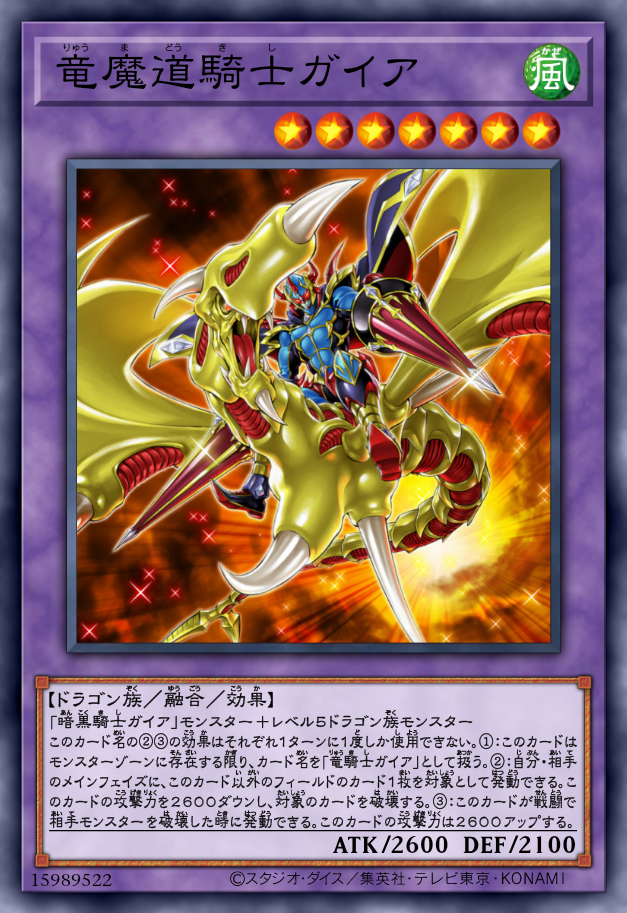 竜魔道騎士ガイア
風
【ドラゴン族／融合／効果】
「暗黒騎士ガイア」モンスター＋レベル５ドラゴン族モンスター
このカード名の②③の効果はそれぞれ１ターンに１度しか使用できない。①：このカードは
モンスターゾーンに存在する限り、カード名を「竜騎士ガイア」として扱う。②：自分・相手
のメインフェイズに、このカード以外のフィールドのカード１枚を対象として発動できる。こ
のカードの攻撃力を２６００ダウンし、対象のカードを破壊する。③：このカードが戦闘で
相手モンスターを破壊した時に発動できる。このカードの攻撃力は２６００アップする。
ATK/2600 DEF/2100
15989522 ©スタジオ・ダイス／集英社・テレビ東京・KONAMI